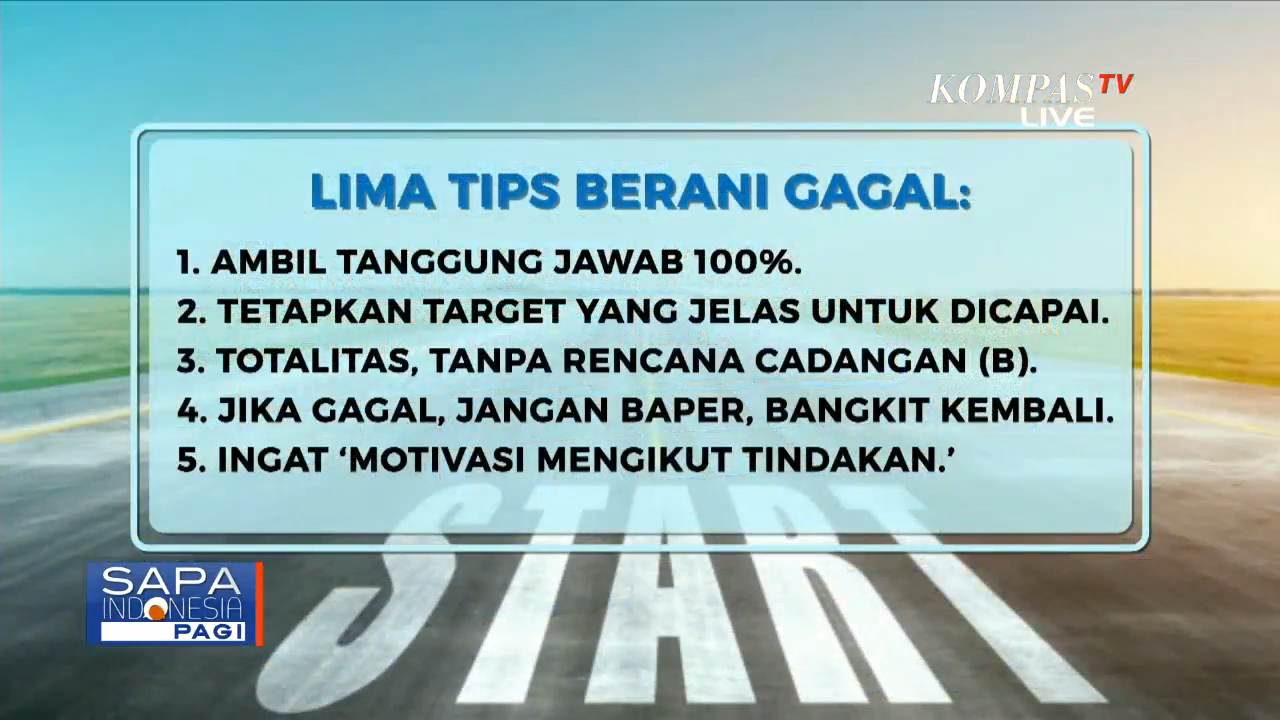 KOMPAS TV
LIVE
LIMA TIPS BERANI GAGAL:
1. AMBIL TANGGUNG JAWAB 100%.
2. TETAPKAN TARGET YANG JELAS UNTUK DICAPAI.
3. TOTALITAS, TANPA RENCANA CADANGAN (B).
4. JIKA GAGAL, JANGAN BAPER, BANGKIT KEMBALI.
5. INGAT ‘MOTIVASI MENGIKUT TINDAKAN.’
START
SAPA
INDONESIA
PAGI